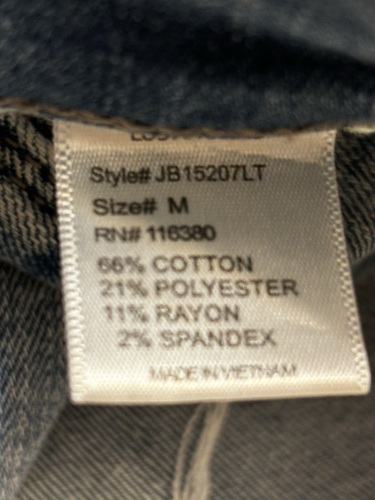 Style# JB15207LT
Size# M
RN# 116380
66% COTTON
21% POLYESTER
11% RAYON
2% SPANDEX
MADE IN VIETNAM